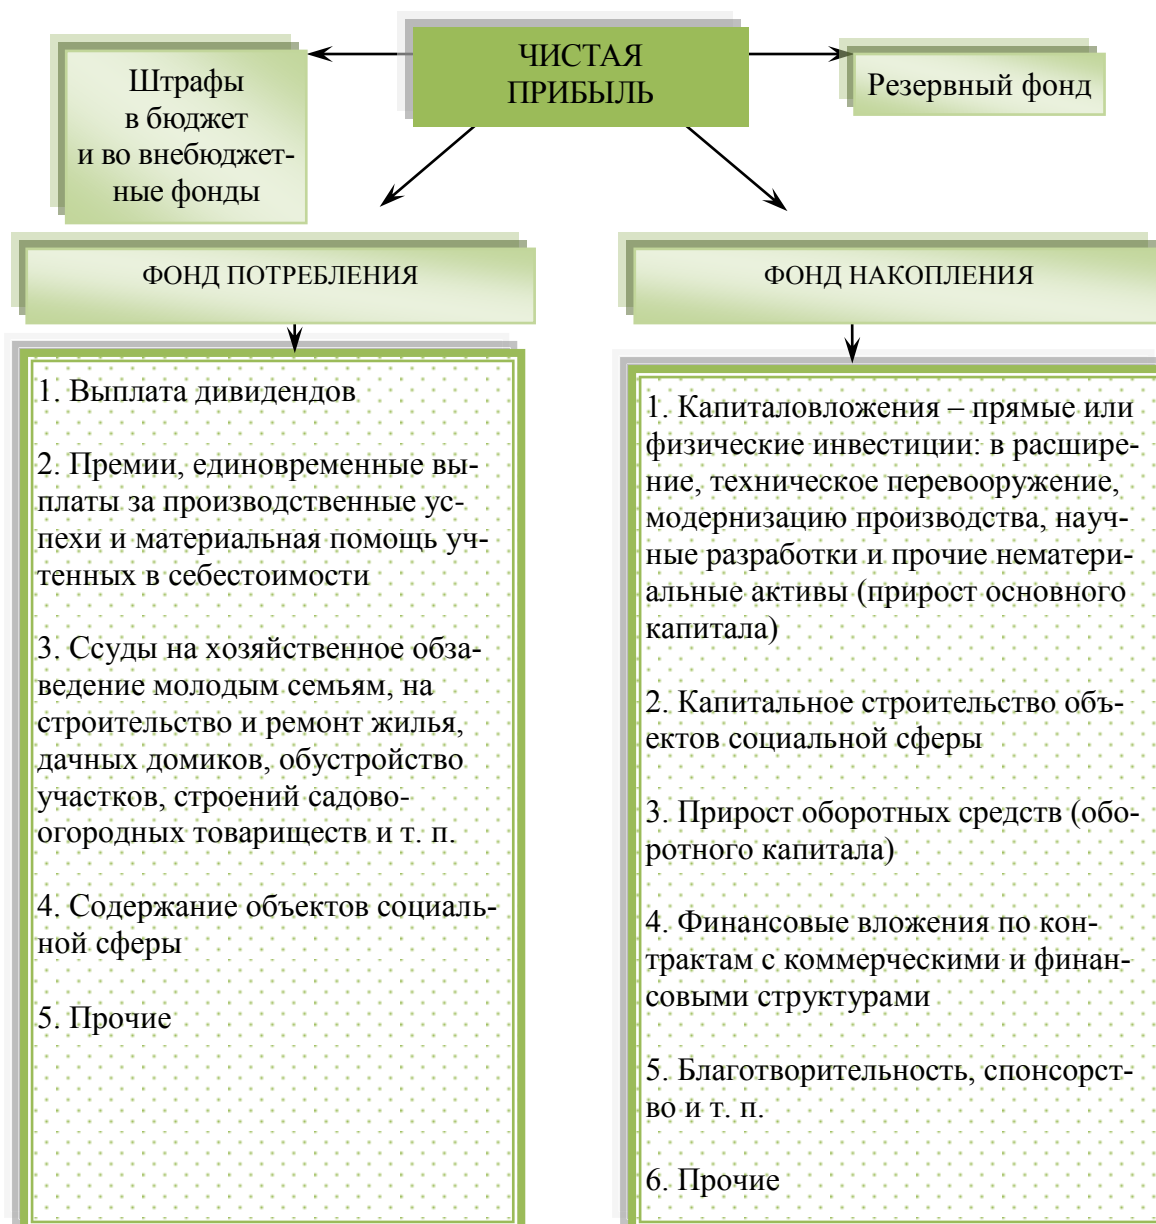 ЧИСТАЯ
ПРИБЫЛЬ
Штрафы
в бюджет
и во внебюджет-
ные фонды
Резервный фонд
ФОНД ПОТРЕБЛЕНИЯ
1. Выплата дивидендов
2. Премии, единовременные вы-
платы за производственные ус-
пехи и материальная помощь уч-
тенных в себестоимости
3. Ссуды на хозяйственное обза-
ведение молодым семьям, на
строительство и ремонт жилья,
дачных домиков, обустройство
участков, строений садово-
огородных товариществ и т. п.
4. Содержание объектов социаль-
ной сферы
5. Прочие
ФОНД НАКОПЛЕНИЯ
1. Капиталовложения – прямые или
физические инвестиции: в расшире-
ние, техническое перевооружение,
модернизацию производства, науч-
ные разработки и прочие нематери-
альные активы (прирост основного
капитала)
2. Капитальное строительство объ-
ектов социальной сферы
3. Прирост оборотных средств (обо-
ротного капитала)
4. Финансовые вложения по кон-
трактам с коммерческими и финан-
совыми структурами
5. Благотворительность, спонсорст-
во и т. п.
6. Прочие